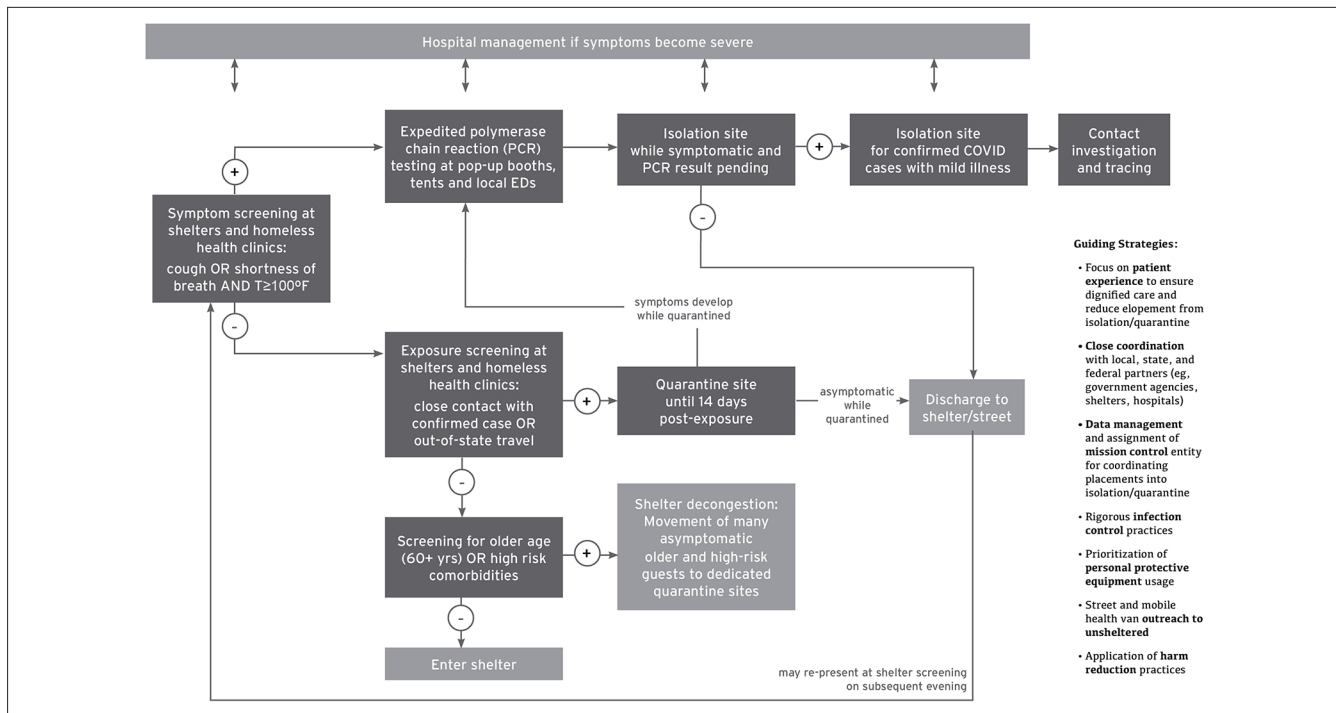 Hospital management if symptoms become severe
Expedited polymerase
chain reaction (PCR)
testing at pop-up booths,
tents and local EDs
Isolation site
while symptomatic and
PCR result pending
+
Isolation site
for confirmed COVID
cases with mild illness
Contact
investigation
and tracing
+
Symptom screening at
shelters and homeless
health clinics:
cough OR shortness of
breath AND T≥100ºF
-
-
symptoms develop
while quarantined
Exposure screening at
shelters and homeless
health clinics:
close contact with
confirmed case OR
out-of-state travel
+
Quarantine site
until 14 days
post-exposure
asymptomatic
while
quarantined
Discharge to
shelter/street
-
Screening for older age
(60+ yrs) OR high risk
comorbidities
+
Shelter decongestion:
Movement of many
asymptomatic
older and high-risk
guests to dedicated
quarantine sites
-
Enter shelter
may re-present at shelter screening
on subsequent evening
Guiding Strategies:
• Focus on patient
experience to ensure
dignified care and
reduce elopement from
isolation/quarantine
• Close coordination
with local, state, and
federal partners (eg,
government agencies,
shelters, hospitals)
• Data management
and assignment of
mission control entity
for coordinating
placements into
isolation/quarantine
• Rigorous infection
control practices
• Prioritization of
personal protective
equipment usage
• Street and mobile
health van outreach to
unsheltered
• Application of harm
reduction practices